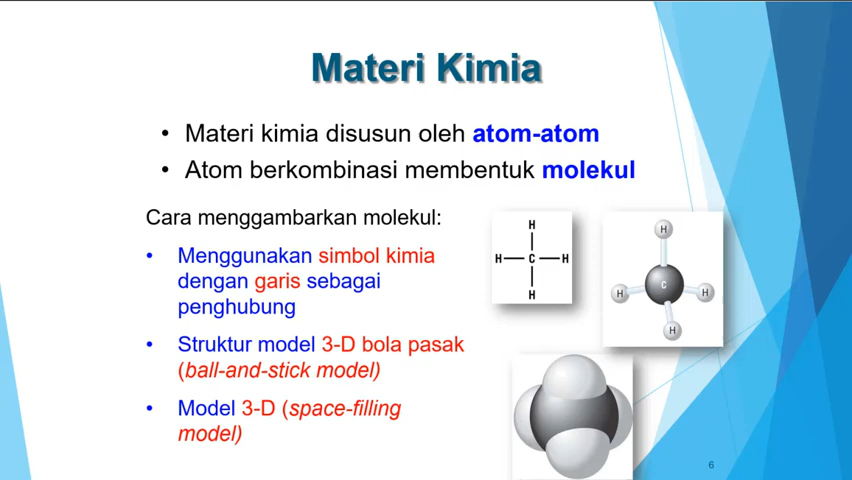 Materi Kimia
• Materi kimia disusun oleh atom-atom
• Atom berkombinasi membentuk molekul
Cara menggambarkan molekul:
• Menggunakan simbol kimia
dengan garis sebagai
penghubung
• Struktur model 3-D bola pasak
(ball-and-stick model)
• Model 3-D (space-filling
model)
H
H C H
H
H
C
H
H
H
6